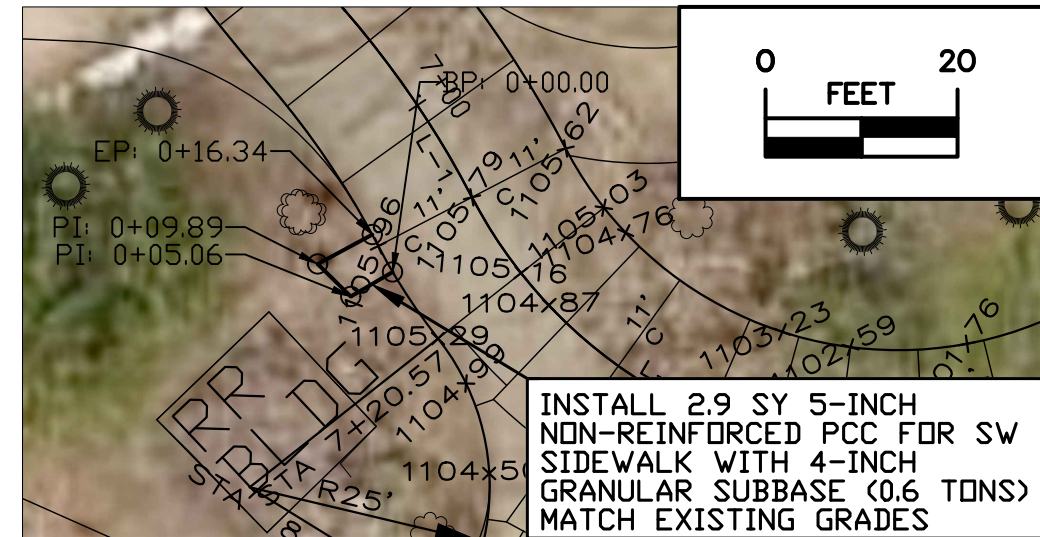 0 20
FEET
7+00
BP: 0+00.00
EP: 0+16.34
PI: 0+09.89
PI: 0+05.06
L-7
11'
11'
C
C
1105×62
1105×79
1105×96
1105×03
1104×76
1105×16
1104×87
1105×29
1104×99
11'
C
1103×23
1102×59
RR
BLDG
STA 7+20.57
STA
R25'
1104×50
INSTALL 2.9 SY 5-INCH
NON-REINFORCED PCC FOR SW
SIDEWALK WITH 4-INCH
GRANULAR SUBBASE (0.6 TONS)
MATCH EXISTING GRADES